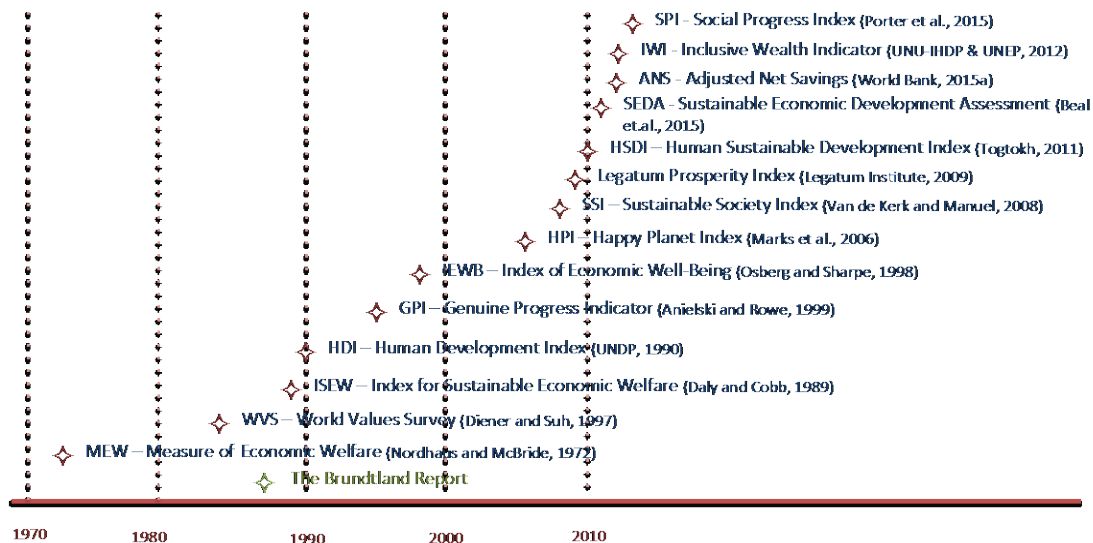 SPI - Social Progress Index (Porter et al., 2015)
IWI - Inclusive Wealth Indicator (UNU-IHDP & UNEP, 2012)
ANS - Adjusted Net Savings (World Bank, 2015a)
SEDA - Sustainable Economic Development Assessment (Beal
et.al., 2015)
HSDI – Human Sustainable Development Index (Togtokh, 2011)
Legatum Prosperity Index (Legatum Institute, 2009)
SSI – Sustainable Society Index (Van de Kerk and Manuel, 2008)
HPI – Happy Planet Index (Marks et al., 2006)
IEWB – Index of Economic Well-Being (Osberg and Sharpe, 1998)
GPI – Genuine Progress Indicator (Anielski and Rowe, 1999)
HDI – Human Development Index (UNDP, 1990)
ISEW – Index for Sustainable Economic Welfare (Daly and Cobb, 1989)
WVS – World Values Survey (Diener and Suh, 1997)
MEW – Measure of Economic Welfare (Nordhaus and McBride, 1972)
The Brundtland Report
1970 1980 1990 2000 2010